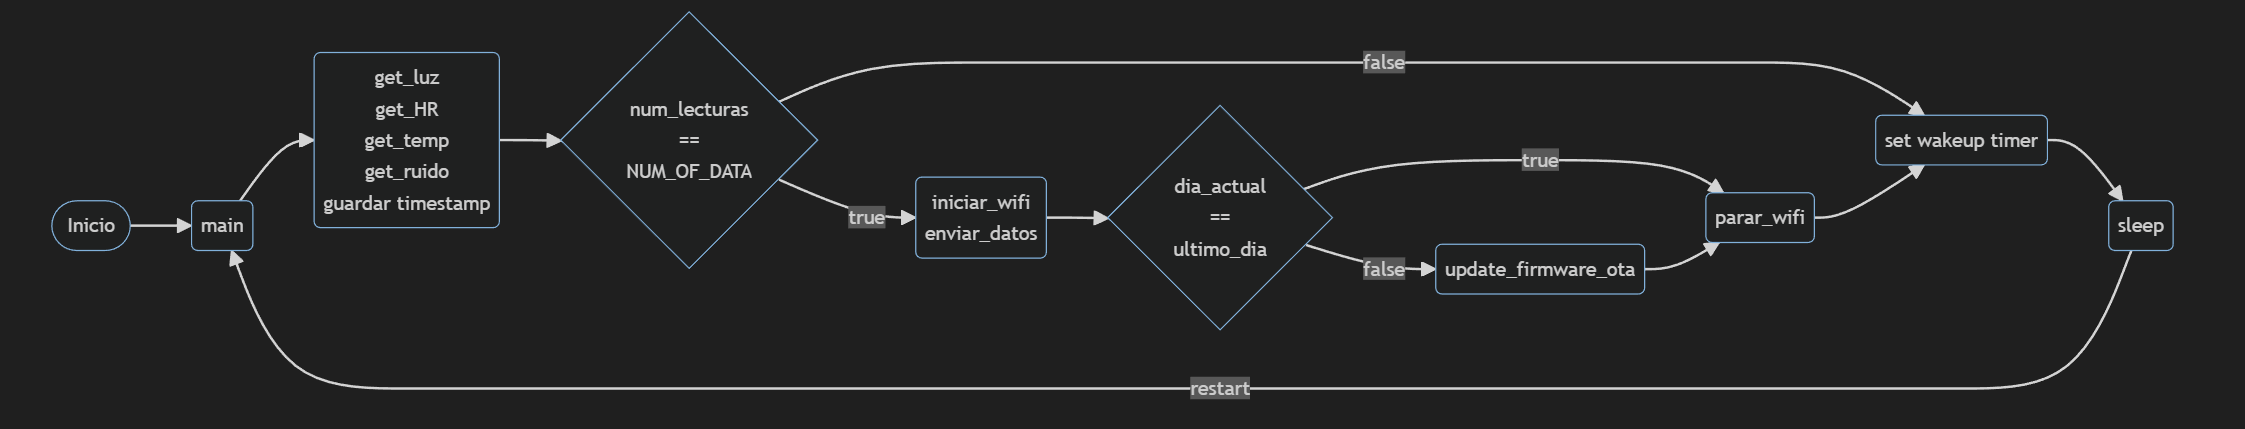 Inicio
main
get_luz
get_HR
get_temp
get_ruido
guardar timestamp
num_lecturas
==
NUM_OF_DATA
false
true
iniciar_wifi
enviar_datos
dia_actual
==
ultimo_dia
true
false
update_firmware_ota
parar_wifi
set wakeup timer
sleep
restart